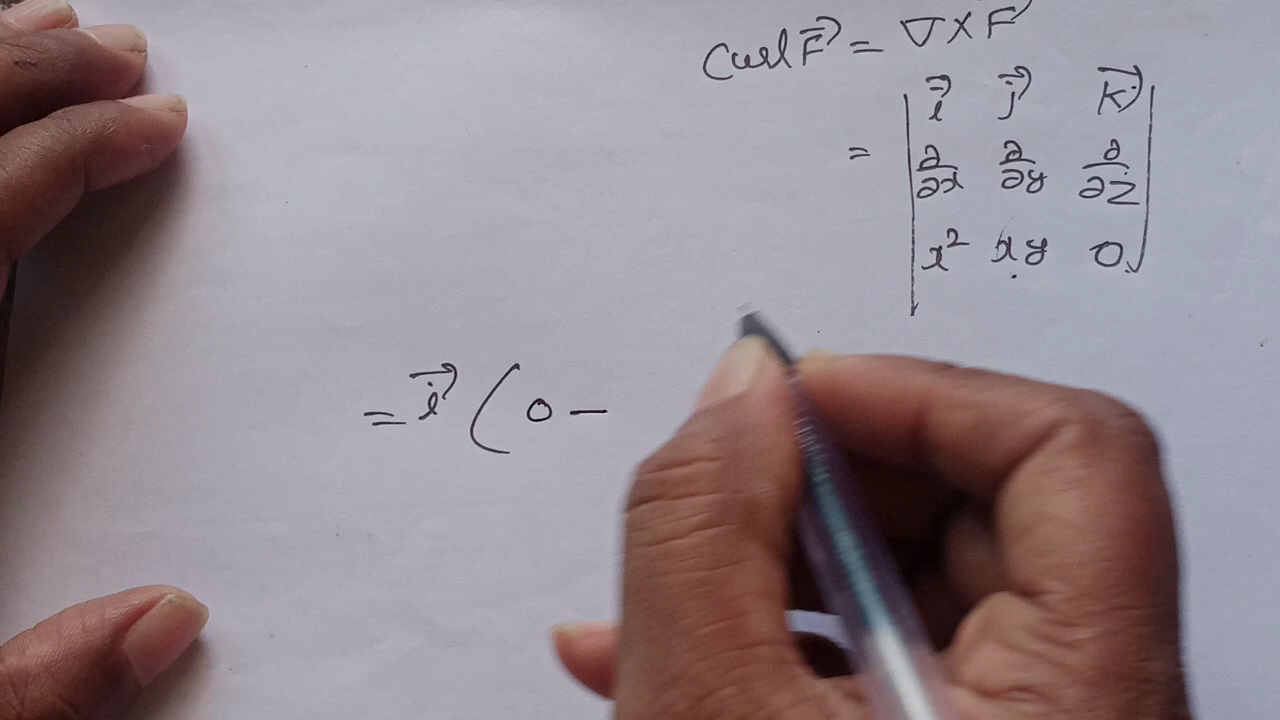 Curl F⃗ = ∇ × F⃗
= | i⃗ j⃗ k⃗ |
| ∂/∂x ∂/∂y ∂/∂z |
| x² xy 0 |
= i⃗ ( 0 −